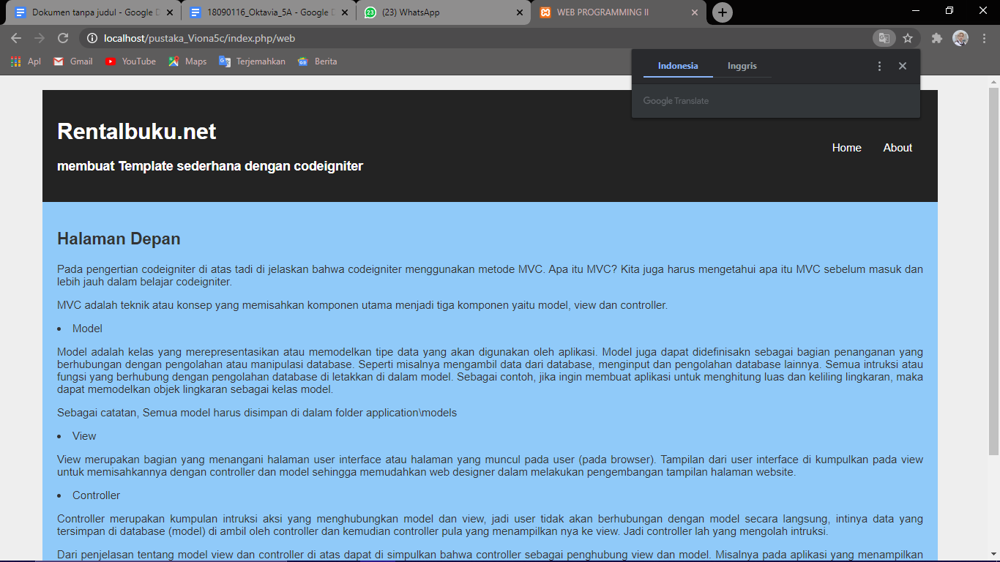 Dokumen tanpa judul - Google D
18090116_Oktavia_5A - Google D
23
(23) WhatsApp
WEB PROGRAMMING II
localhost/pustaka_Viona5c/index.php/web
Apl
Gmail
YouTube
Maps
Terjemahkan
Berita
Indonesia
Inggris
Google Translate
Rentalbuku.net
membuat Template sederhana dengan codeigniter
Home
About
Halaman Depan
Pada pengertian codeigniter di atas tadi di jelaskan bahwa codeigniter menggunakan metode MVC. Apa itu MVC? Kita juga harus mengetahui apa itu MVC sebelum masuk dan
lebih jauh dalam belajar codeigniter.
MVC adalah teknik atau konsep yang memisahkan komponen utama menjadi tiga komponen yaitu model, view dan controller.
• Model
Model adalah kelas yang merepresentasikan atau memodelkan tipe data yang akan digunakan oleh aplikasi. Model juga dapat didefinisakn sebagai bagian penanganan yang
berhubungan dengan pengolahan atau manipulasi database. Seperti misalnya mengambil data dari database, menginput dan pengolahan database lainnya. Semua intruksi atau
fungsi yang berhubung dengan pengolahan database di letakkan di dalam model. Sebagai contoh, jika ingin membuat aplikasi untuk menghitung luas dan keliling lingkaran, maka
dapat memodelkan objek lingkaran sebagai kelas model.
Sebagai catatan, Semua model harus disimpan di dalam folder application\models
• View
View merupakan bagian yang menangani halaman user interface atau halaman yang muncul pada user (pada browser). Tampilan dari user interface di kumpulkan pada view
untuk memisahkannya dengan controller dan model sehingga memudahkan web designer dalam melakukan pengembangan tampilan halaman website.
• Controller
Controller merupakan kumpulan intruksi aksi yang menghubungkan model dan view, jadi user tidak akan berhubungan dengan model secara langsung, intinya data yang
tersimpan di database (model) di ambil oleh controller dan kemudian controller pula yang menampilkan nya ke view. Jadi controller lah yang mengolah intruksi.
Dari penjelasan tentang model view dan controller di atas dapat di simpulkan bahwa controller sebagai penghubung view dan model. Misalnya pada aplikasi yang menampilkan